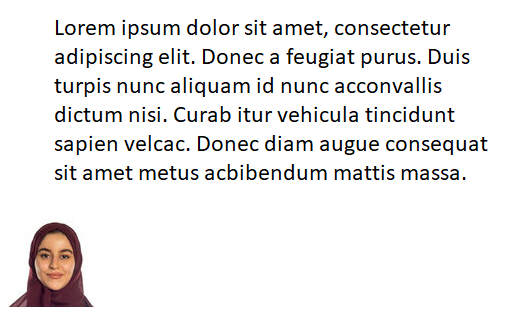 Lorem ipsum dolor sit amet, consectetur
adipiscing elit. Donec a feugiat purus. Duis
turpis nunc aliquam id nunc acconvallis
dictum nisi. Curab itur vehicula tincidunt
sapien velcac. Donec diam augue consequat
sit amet metus acbibendum mattis massa.